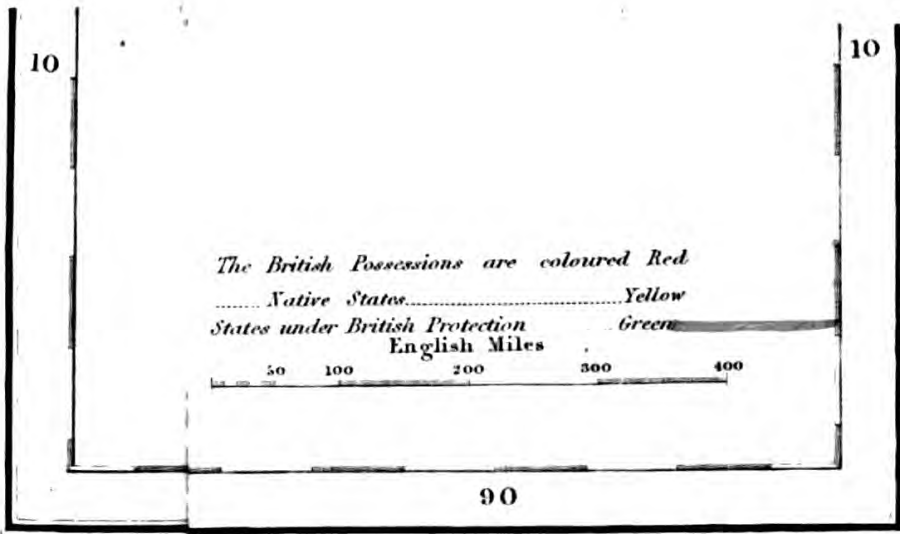 10 10
The British Possessions are coloured Red
...... Native States.................................Yellow
States under British Protection Green
English Miles
50 100 200 300 400
90